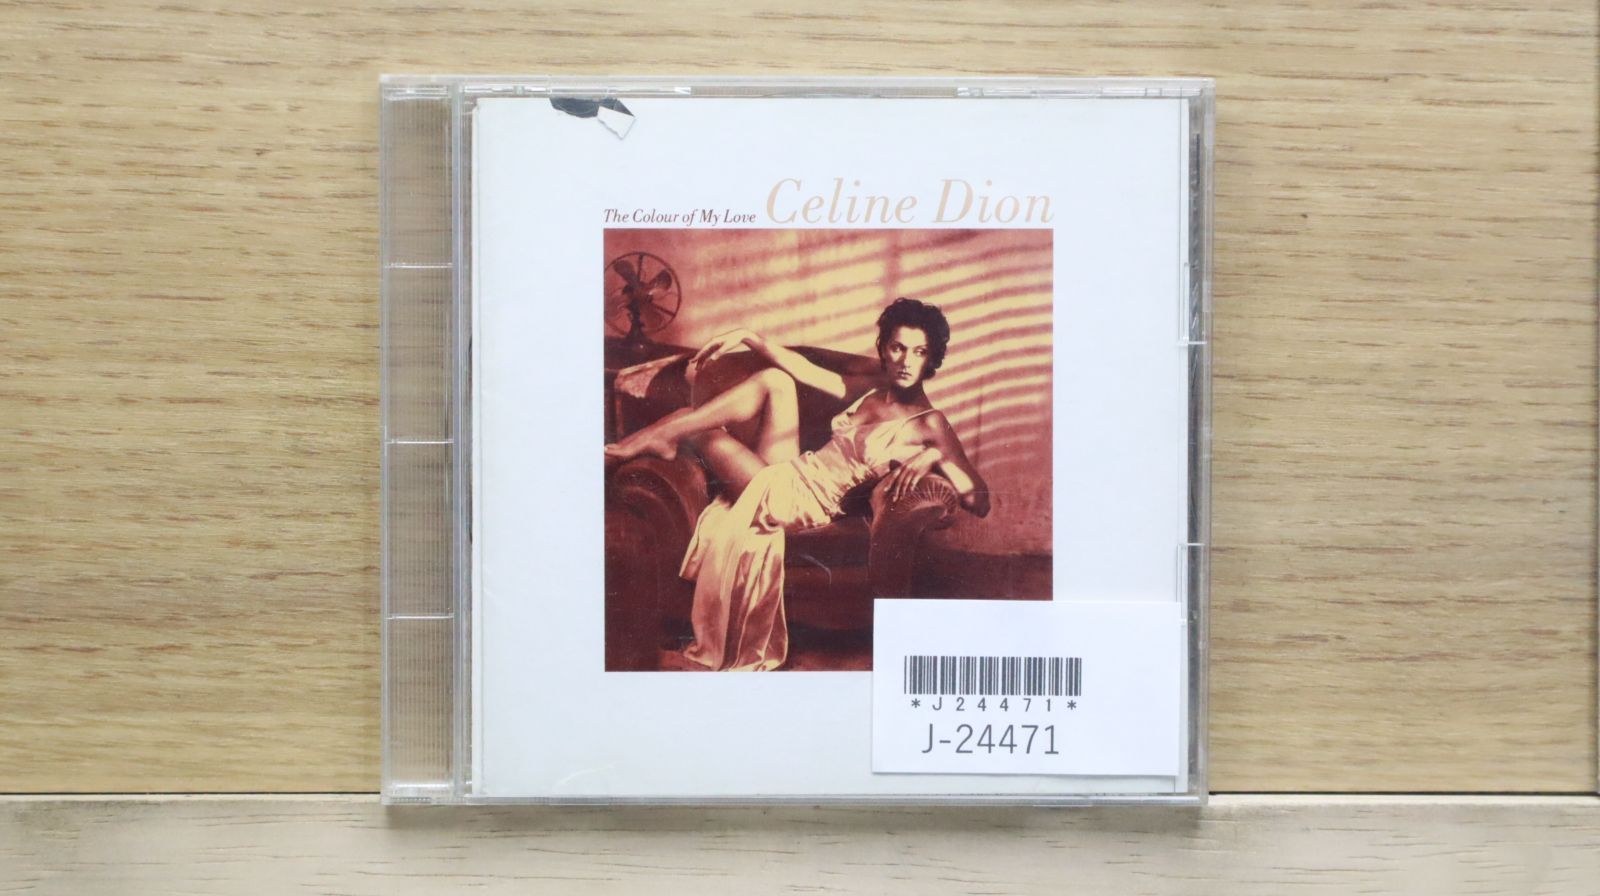 The Colour of My Love Celine Dion
*J24471*
J-24471